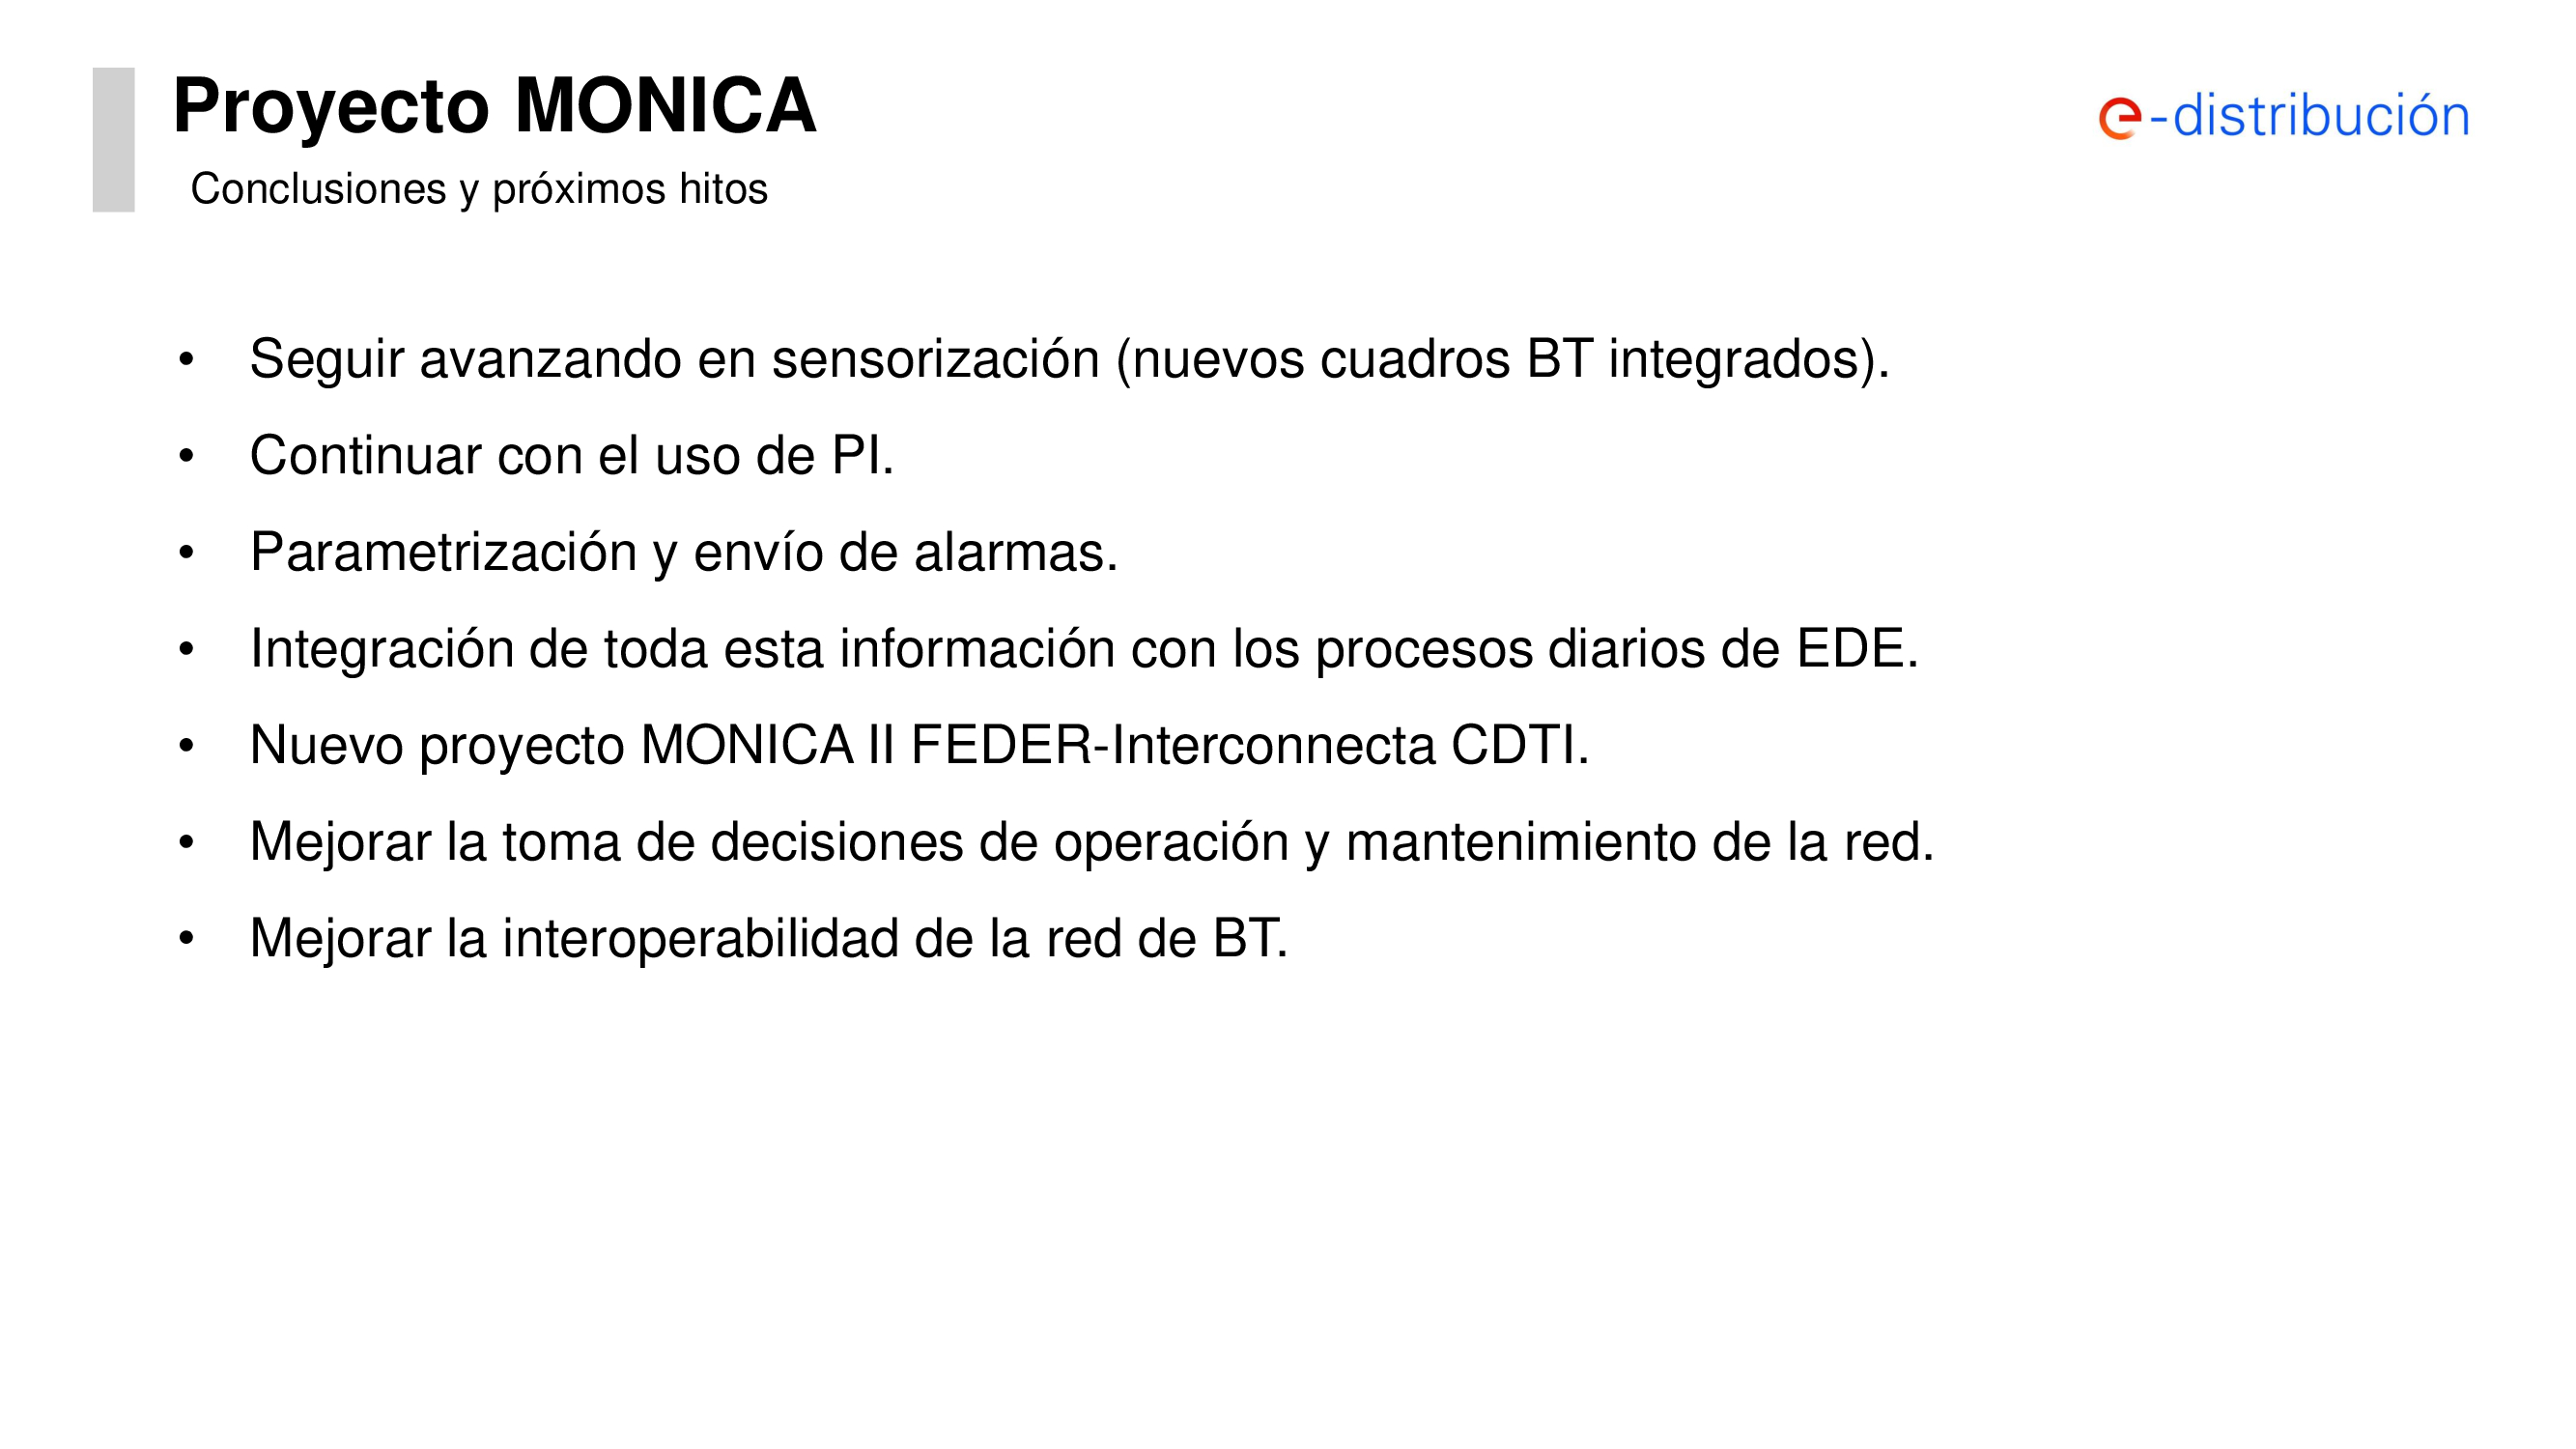 Proyecto MONICA
e-distribución
Conclusiones y próximos hitos
• Seguir avanzando en sensorización (nuevos cuadros BT integrados).
• Continuar con el uso de PI.
• Parametrización y envío de alarmas.
• Integración de toda esta información con los procesos diarios de EDE.
• Nuevo proyecto MONICA II FEDER-Interconnecta CDTI.
• Mejorar la toma de decisiones de operación y mantenimiento de la red.
• Mejorar la interoperabilidad de la red de BT.